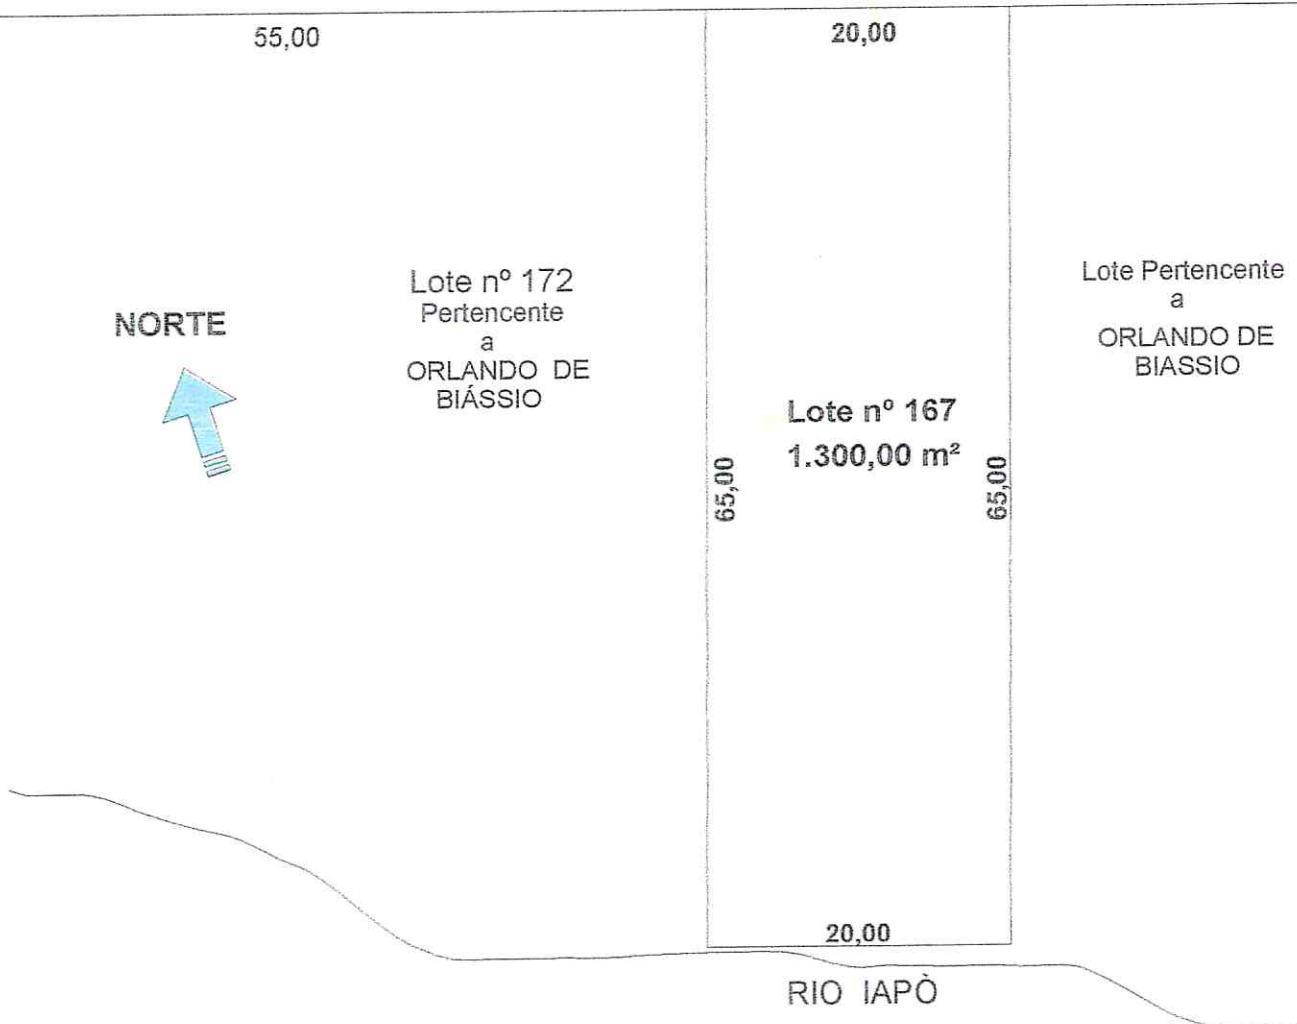 55,00
20,00
NORTE
Lote nº 172
Pertencente
a
ORLANDO DE
BIÁSSIO
Lote nº 167
1.300,00 m²
65,00
65,00
Lote Pertencente
a
ORLANDO DE
BIASSIO
20,00
RIO IAPÒ